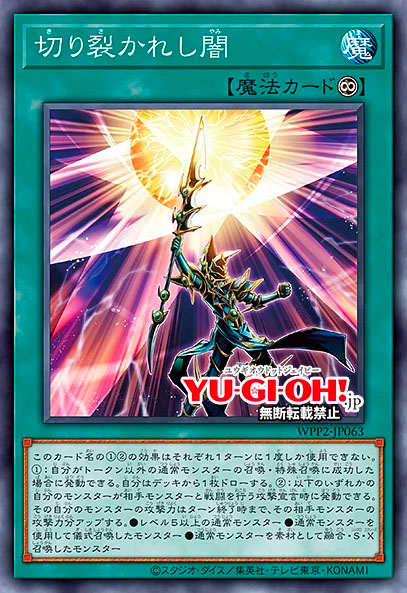 切り裂かれし闇
魔
【魔法カード】
ユウギオウドットジェイピー
YU-GI-OH!.jp
無断転載禁止
WPP2-JP063
このカード名の①②の効果はそれぞれ1ターンに1度しか使用できない。
①：自分がトークン以外の通常モンスターの召喚・特殊召喚に成功した
場合に発動できる。自分はデッキから1枚ドローする。②：以下のいずれかの
自分のモンスターが相手モンスターと戦闘を行う攻撃宣言時に発動できる。
その自分のモンスターの攻撃力はターン終了時まで、その相手モンスターの
攻撃力分アップする。●レベル5以上の通常モンスター●通常モンスターを
使用して儀式召喚したモンスター●通常モンスターを素材として融合・S・X
召喚したモンスター
©スタジオ・ダイス／集英社・テレビ東京・KONAMI